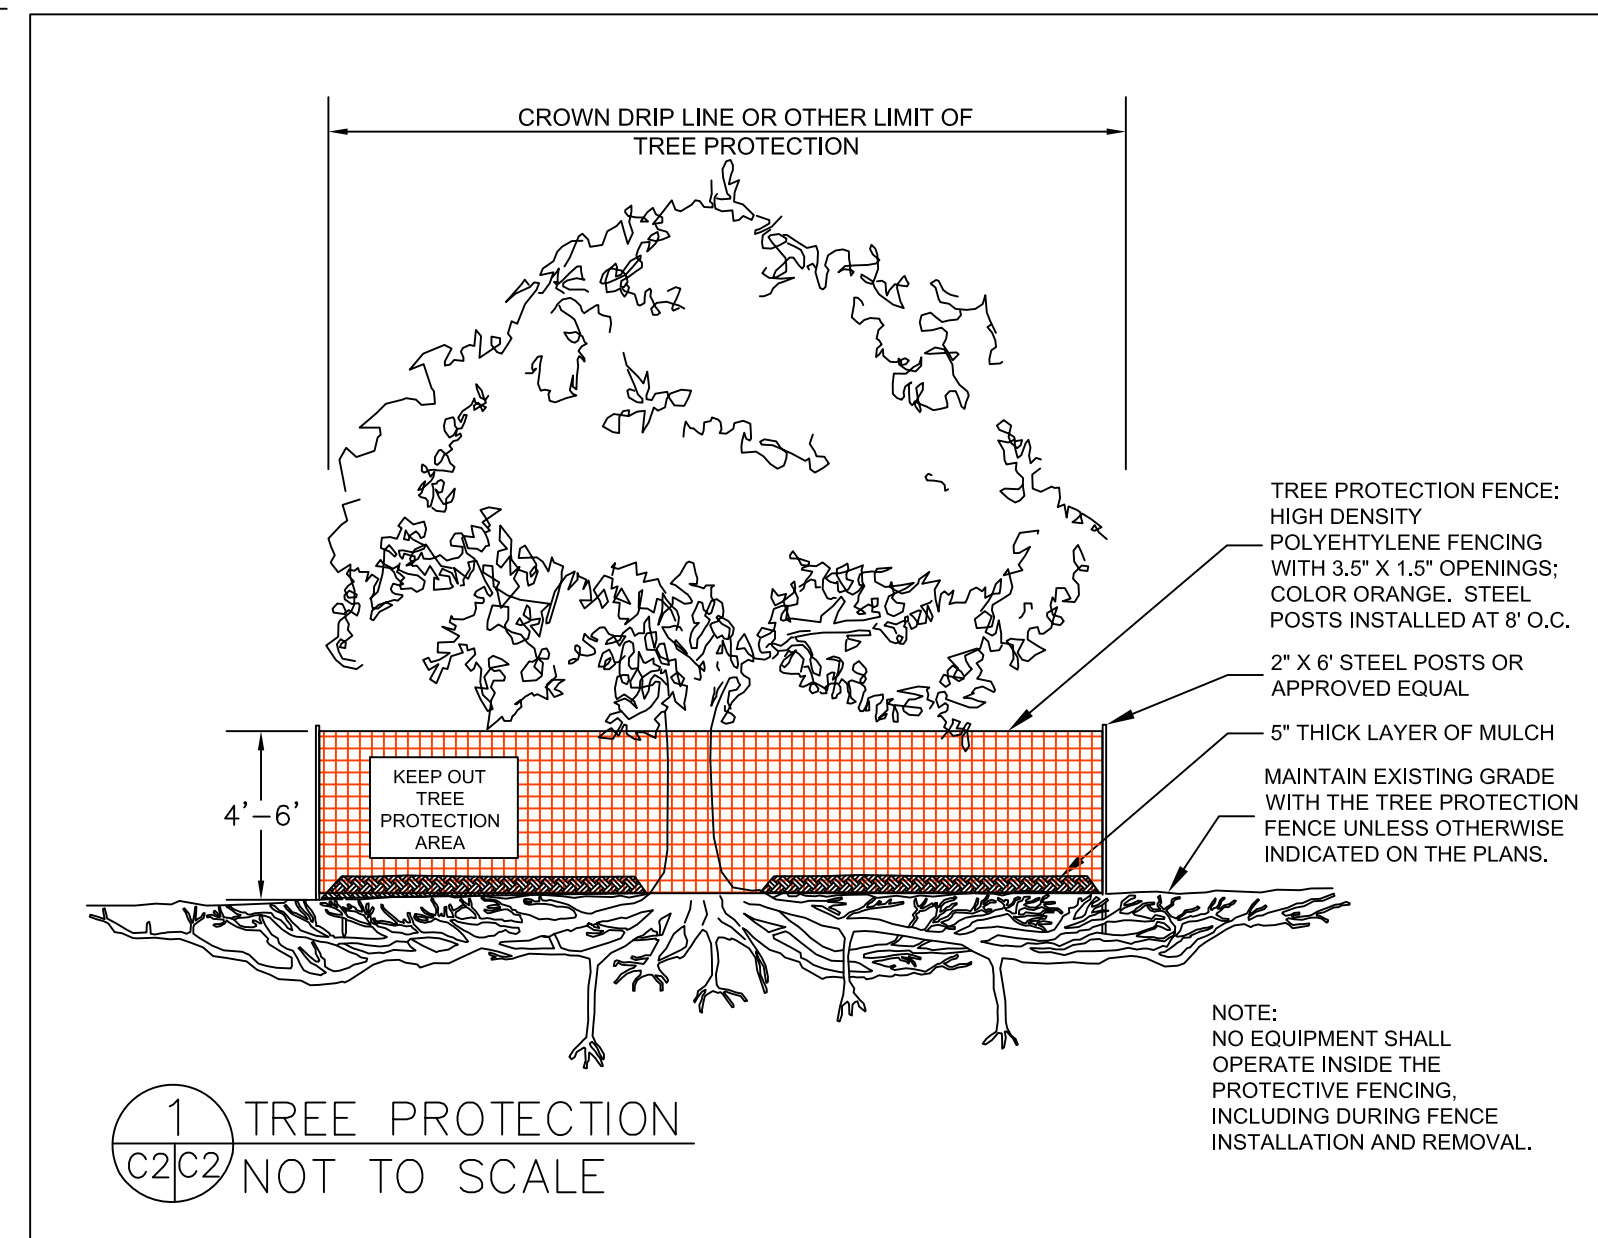 CROWN DRIP LINE OR OTHER LIMIT OF
TREE PROTECTION
TREE PROTECTION FENCE:
HIGH DENSITY
POLYEHTYLENE FENCING
WITH 3.5" X 1.5" OPENINGS;
COLOR ORANGE. STEEL
POSTS INSTALLED AT 8' O.C.
2" X 6' STEEL POSTS OR
APPROVED EQUAL
5" THICK LAYER OF MULCH
MAINTAIN EXISTING GRADE
WITH THE TREE PROTECTION
FENCE UNLESS OTHERWISE
INDICATED ON THE PLANS.
4'-6'
KEEP OUT
TREE
PROTECTION
AREA
NOTE:
NO EQUIPMENT SHALL
OPERATE INSIDE THE
PROTECTIVE FENCING,
INCLUDING DURING FENCE
INSTALLATION AND REMOVAL.
1
C2 C2
TREE PROTECTION
NOT TO SCALE